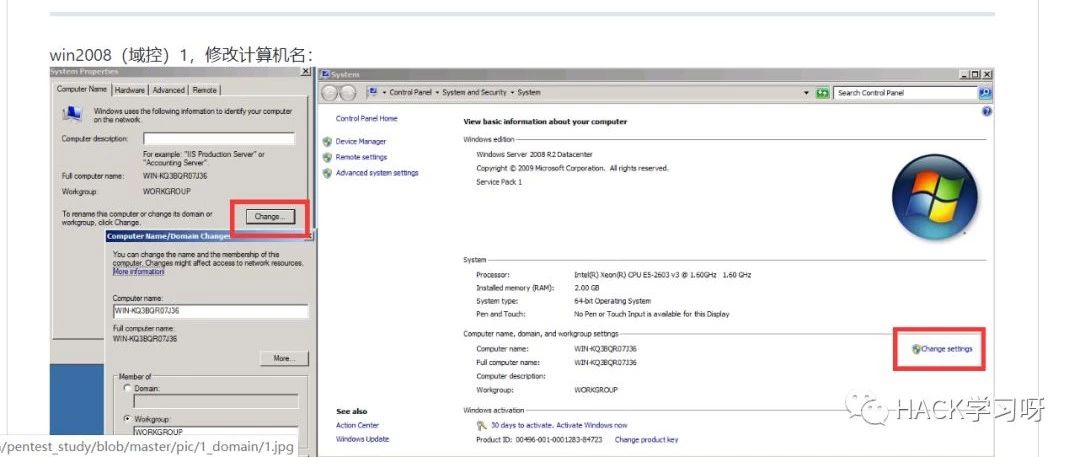 win2008（域控）1，修改计算机名：
System Properties
Computer Name
Hardware
Advanced
Remote
Windows uses the following information to identify your computer
on the network.
Computer description:
For example: "IIS Production Server" or
"Accounting Server".
Full computer name: WIN-KQ3BQR07J36
Workgroup: WORKGROUP
To rename this computer or change its domain or
workgroup, click Change.
Change...
Computer Name/Domain Changes
You can change the name and the membership of this
computer. Changes might affect access to network resources.
More information
Computer name:
WIN-KQ3BQR07J36
Full computer name:
WIN-KQ3BQR07J36
More...
Member of
Domain:
Workgroup:
WORKGROUP
System
Control Panel
System and Security
System
Search Control Panel
Control Panel Home
Device Manager
Remote settings
Advanced system settings
See also
Action Center
Windows Update
View basic information about your computer
Windows edition
Windows Server 2008 R2 Datacenter
Copyright © 2009 Microsoft Corporation. All rights reserved.
Service Pack 1
System
Processor: Intel(R) Xeon(R) CPU E5-2603 v3 @ 1.60GHz 1.60 GHz
Installed memory (RAM): 2.00 GB
System type: 64-bit Operating System
Pen and Touch: No Pen or Touch Input is available for this Display
Computer name, domain, and workgroup settings
Computer name: WIN-KQ3BQR07J36
Change settings
Full computer name: WIN-KQ3BQR07J36
Computer description:
Workgroup: WORKGROUP
Windows activation
30 days to activate. Activate Windows now
Product ID: 00496-001-0001283-84723 Change product key
HACK学习呀
/pentest_study/blob/master/pic/1_domain/1.jpg